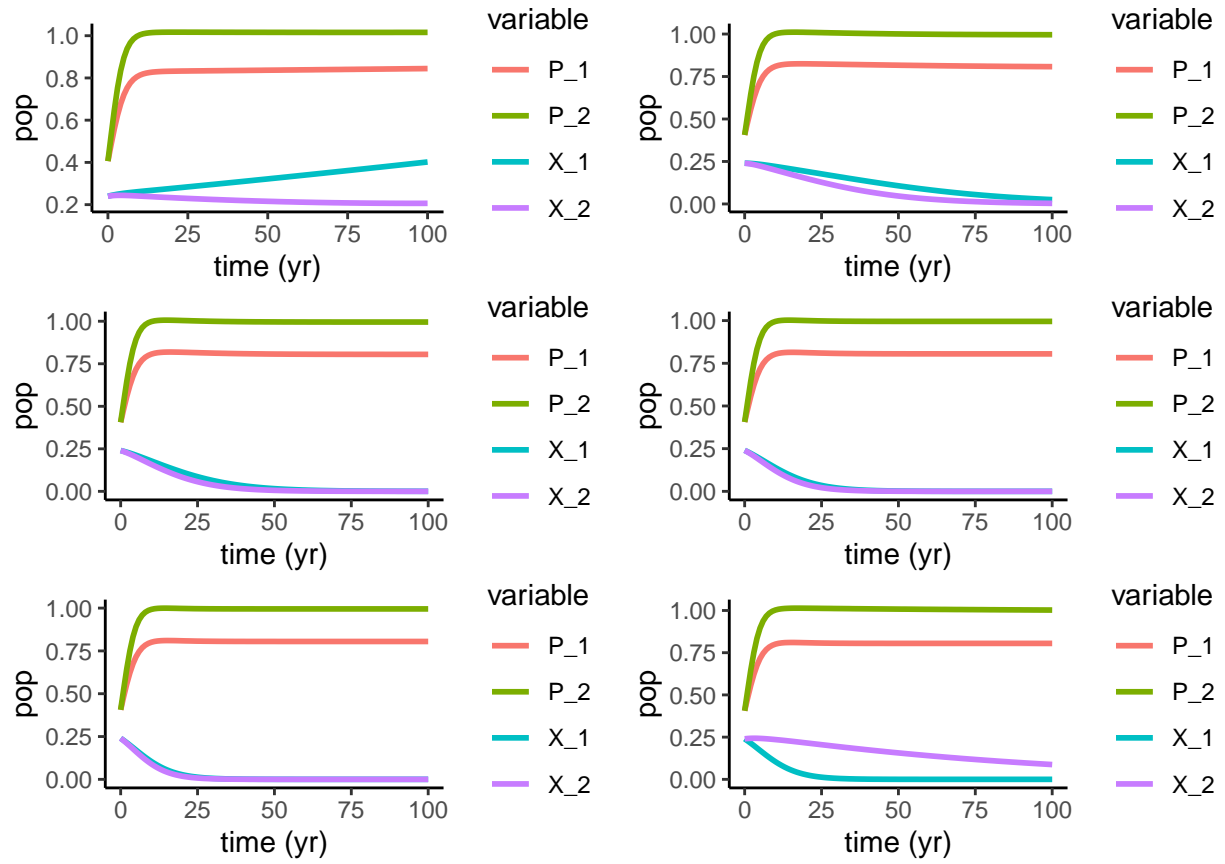 variable
P_1
P_2
X_1
X_2
pop
1.0
0.8
0.6
0.4
0.2
0 25 50 75 100
time (yr)
variable
P_1
P_2
X_1
X_2
pop
1.00
0.75
0.50
0.25
0.00
0 25 50 75 100
time (yr)
variable
P_1
P_2
X_1
X_2
pop
1.00
0.75
0.50
0.25
0.00
0 25 50 75 100
time (yr)
variable
P_1
P_2
X_1
X_2
pop
1.00
0.75
0.50
0.25
0.00
0 25 50 75 100
time (yr)
variable
P_1
P_2
X_1
X_2
pop
1.00
0.75
0.50
0.25
0.00
0 25 50 75 100
time (yr)
variable
P_1
P_2
X_1
X_2
pop
1.00
0.75
0.50
0.25
0.00
0 25 50 75 100
time (yr)